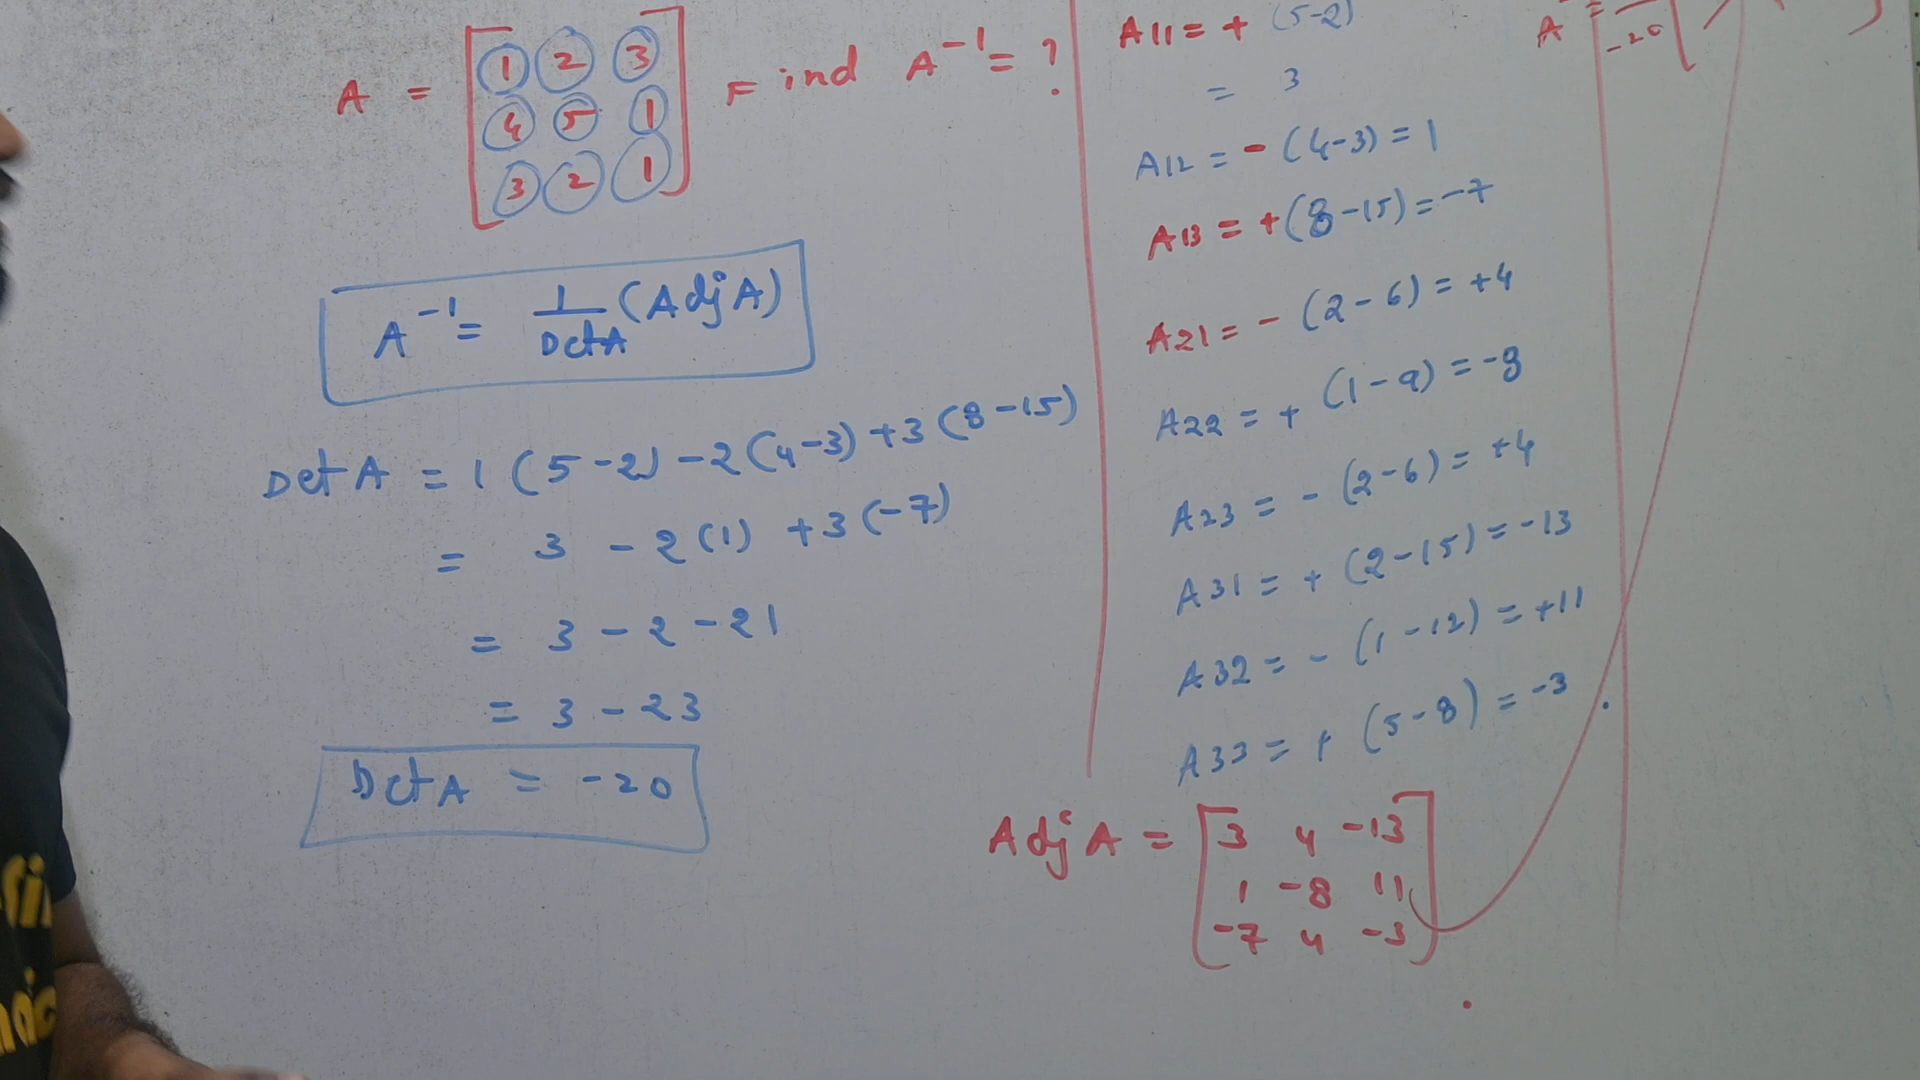 A = [1 2 3
4 5 1
3 2 1] Find A⁻¹ = ?
A⁻¹ = 1/DetA (AdjA)
Det A = 1(5-2) -2(4-3) +3(8-15)
= 3 - 2(1) +3(-7)
= 3 - 2 - 21
= 3 - 23
Det A = -20
A11 = + (5-2)
= 3
A12 = - (4-3) = 1
A13 = +(8-15) = -7
A21 = - (2-6) = +4
A22 = + (1-9) = -8
A23 = - (2-6) = +4
A31 = + (2-15) = -13
A32 = - (1-12) = +11
A33 = + (5-8) = -3
Adj A = [3 4 -13
1 -8 11
-7 4 -3]
A = -20 [